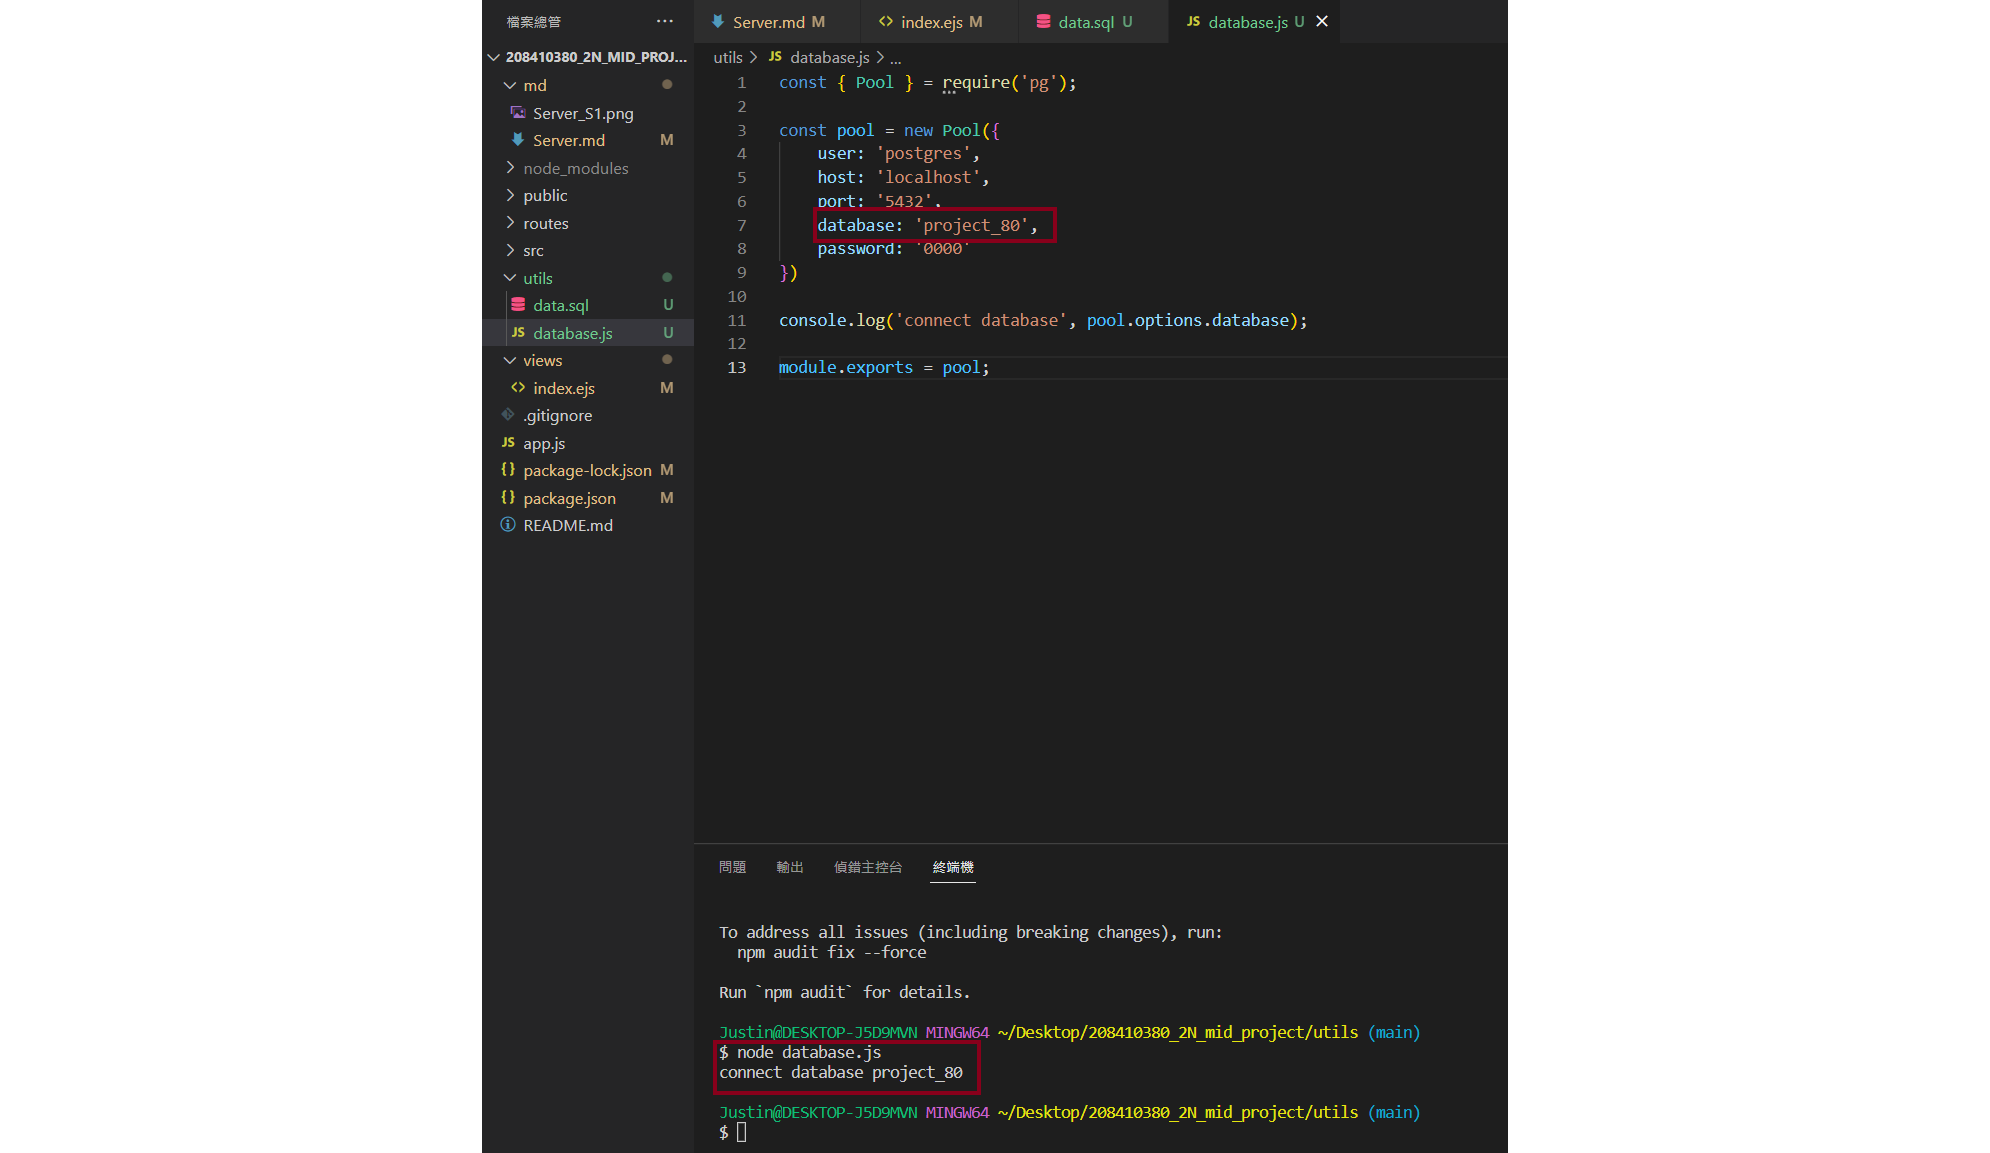 檔案總管 ···
208410380_2N_MID_PROJ...
md
Server_S1.png
Server.md M
node_modules
public
routes
src
utils
data.sql U
database.js U
views
index.ejs M
.gitignore
app.js
package-lock.json M
package.json M
README.md
Server.md M index.ejs M data.sql U database.js U
utils > database.js > ...
1 const { Pool } = require('pg');
2
3 const pool = new Pool({
4 user: 'postgres',
5 host: 'localhost',
6 port: '5432',
7 database: 'project_80',
8 password: '0000'
9 })
10
11 console.log('connect database', pool.options.database);
12
13 module.exports = pool;
問題 輸出 偵錯主控台 終端機
To address all issues (including breaking changes), run:
npm audit fix --force
Run `npm audit` for details.
Justin@DESKTOP-J5D9MVN MINGW64 ~/Desktop/208410380_2N_mid_project/utils (main)
$ node database.js
connect database project_80
Justin@DESKTOP-J5D9MVN MINGW64 ~/Desktop/208410380_2N_mid_project/utils (main)
$